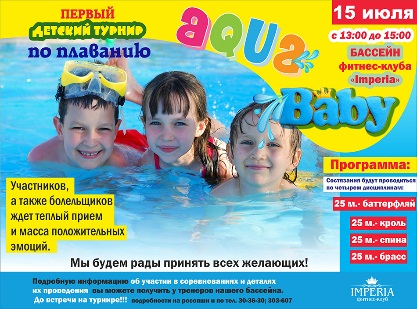 ПЕРВЫЙ
ДЕТСКИЙ ТУРНИР
по плаванию
AQUA
Baby
15 июля
с 13:00 до 15:00
БАССЕЙН
фитнес-клуба
«Imperia»
Программа:
Состязания будут проводиться
по четырем дисциплинам:
25 м.- баттерфляй
25 м.- кроль
25 м.- спина
25 м.- брасс
Участников,
а также болельщиков
ждет теплый прием
и масса положительных
эмоций.
Мы будем рады принять всех желающих!
Подробную информацию об участии в соревнованиях и деталях
их проведения вы можете получить у тренеров нашего бассейна.
До встречи на турнире!!! подробности на ресепшн и по тел. 30-36-30; 303-607
IMPERIA
фитнес-клуб